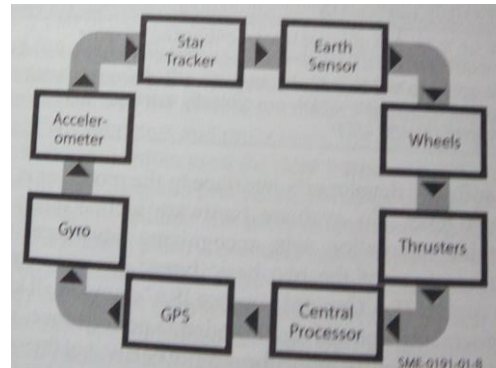 Star
Tracker
Earth
Sensor
Acceler-
ometer
Wheels
Gyro
Thrusters
GPS
Central
Processor
SME-0191-01-B